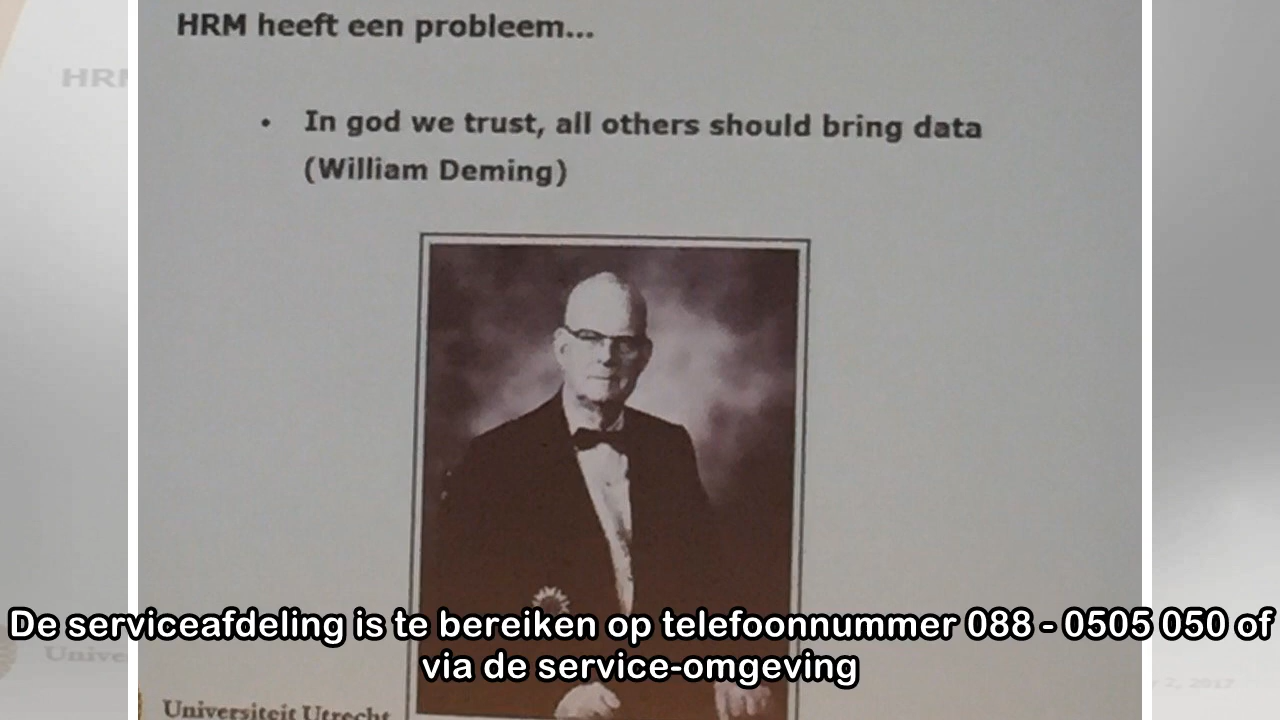 HRM heeft een probleem...
• In god we trust, all others should bring data
(William Deming)
De serviceafdeling is te bereiken op telefoonnummer 088 - 0505 050 of
via de service-omgeving
Universiteit Utrecht